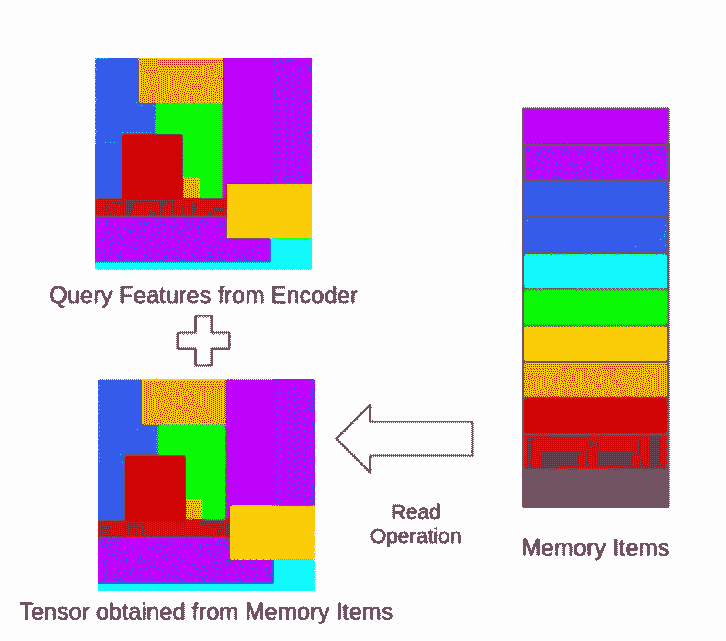 Query Features from Encoder
Read
Operation
Memory Items
Tensor obtained from Memory Items